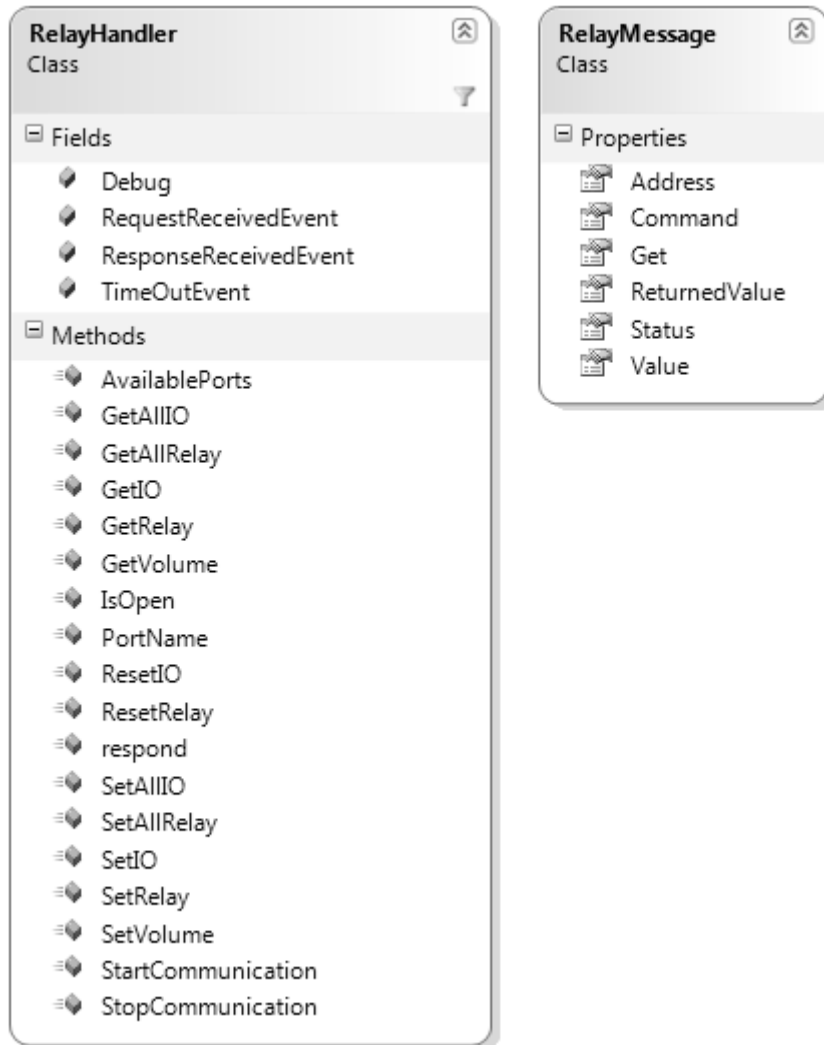 RelayHandler
Class
Fields
Debug
RequestReceivedEvent
ResponseReceivedEvent
TimeOutEvent
Methods
AvailablePorts
GetAllIO
GetAllRelay
GetIO
GetRelay
GetVolume
IsOpen
PortName
ResetIO
ResetRelay
respond
SetAllIO
SetAllRelay
SetIO
SetRelay
SetVolume
StartCommunication
StopCommunication
RelayMessage
Class
Properties
Address
Command
Get
ReturnedValue
Status
Value